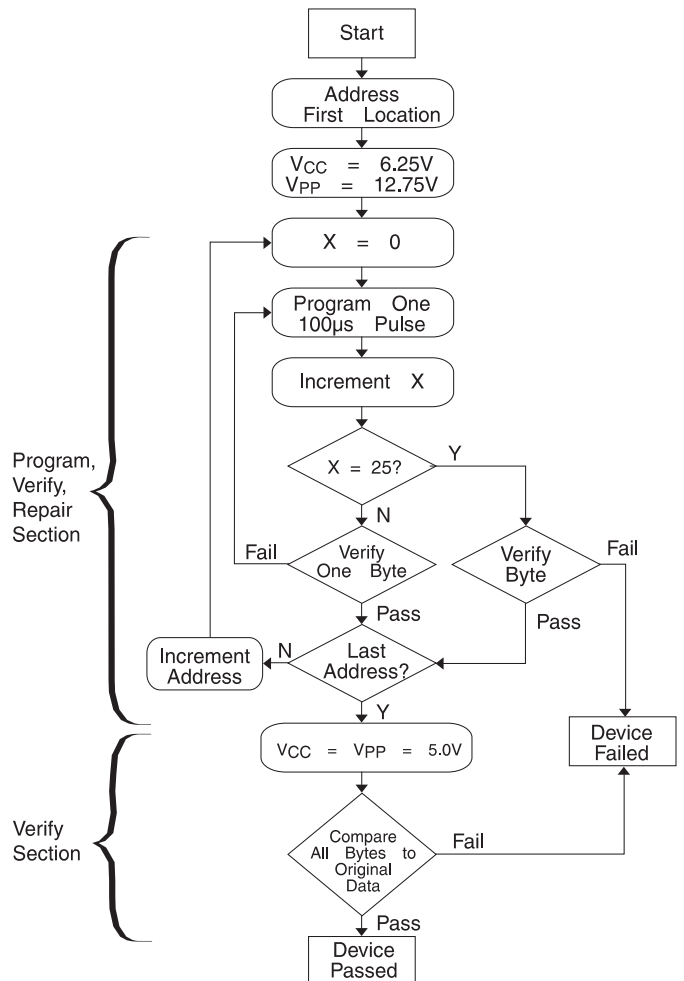 Start
Address
First Location
VCC = 6.25V
VPP = 12.75V
X = 0
Program One
100µs Pulse
Increment X
X = 25?
Y
N
Program,
Verify,
Repair
Section
Fail
Verify
One Byte
Verify
Byte
Fail
Pass
Pass
Increment
Address
N
Last
Address?
Y
VCC = VPP = 5.0V
Device
Failed
Verify
Section
Compare
All Bytes to
Original
Data
Fail
Pass
Device
Passed